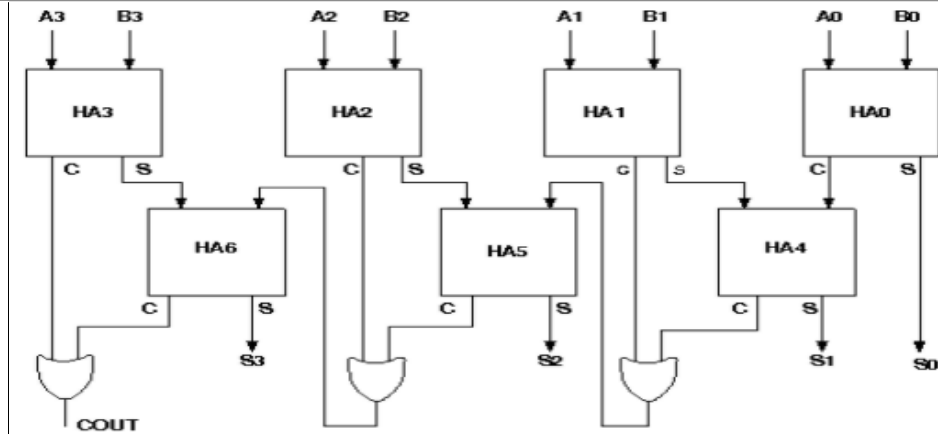 A3 B3 A2 B2 A1 B1 A0 B0
HA3 HA2 HA1 HA0
C S C S C S C S
HA6 HA5 HA4
C S C S C S
S3 S2 S1 S0
COUT